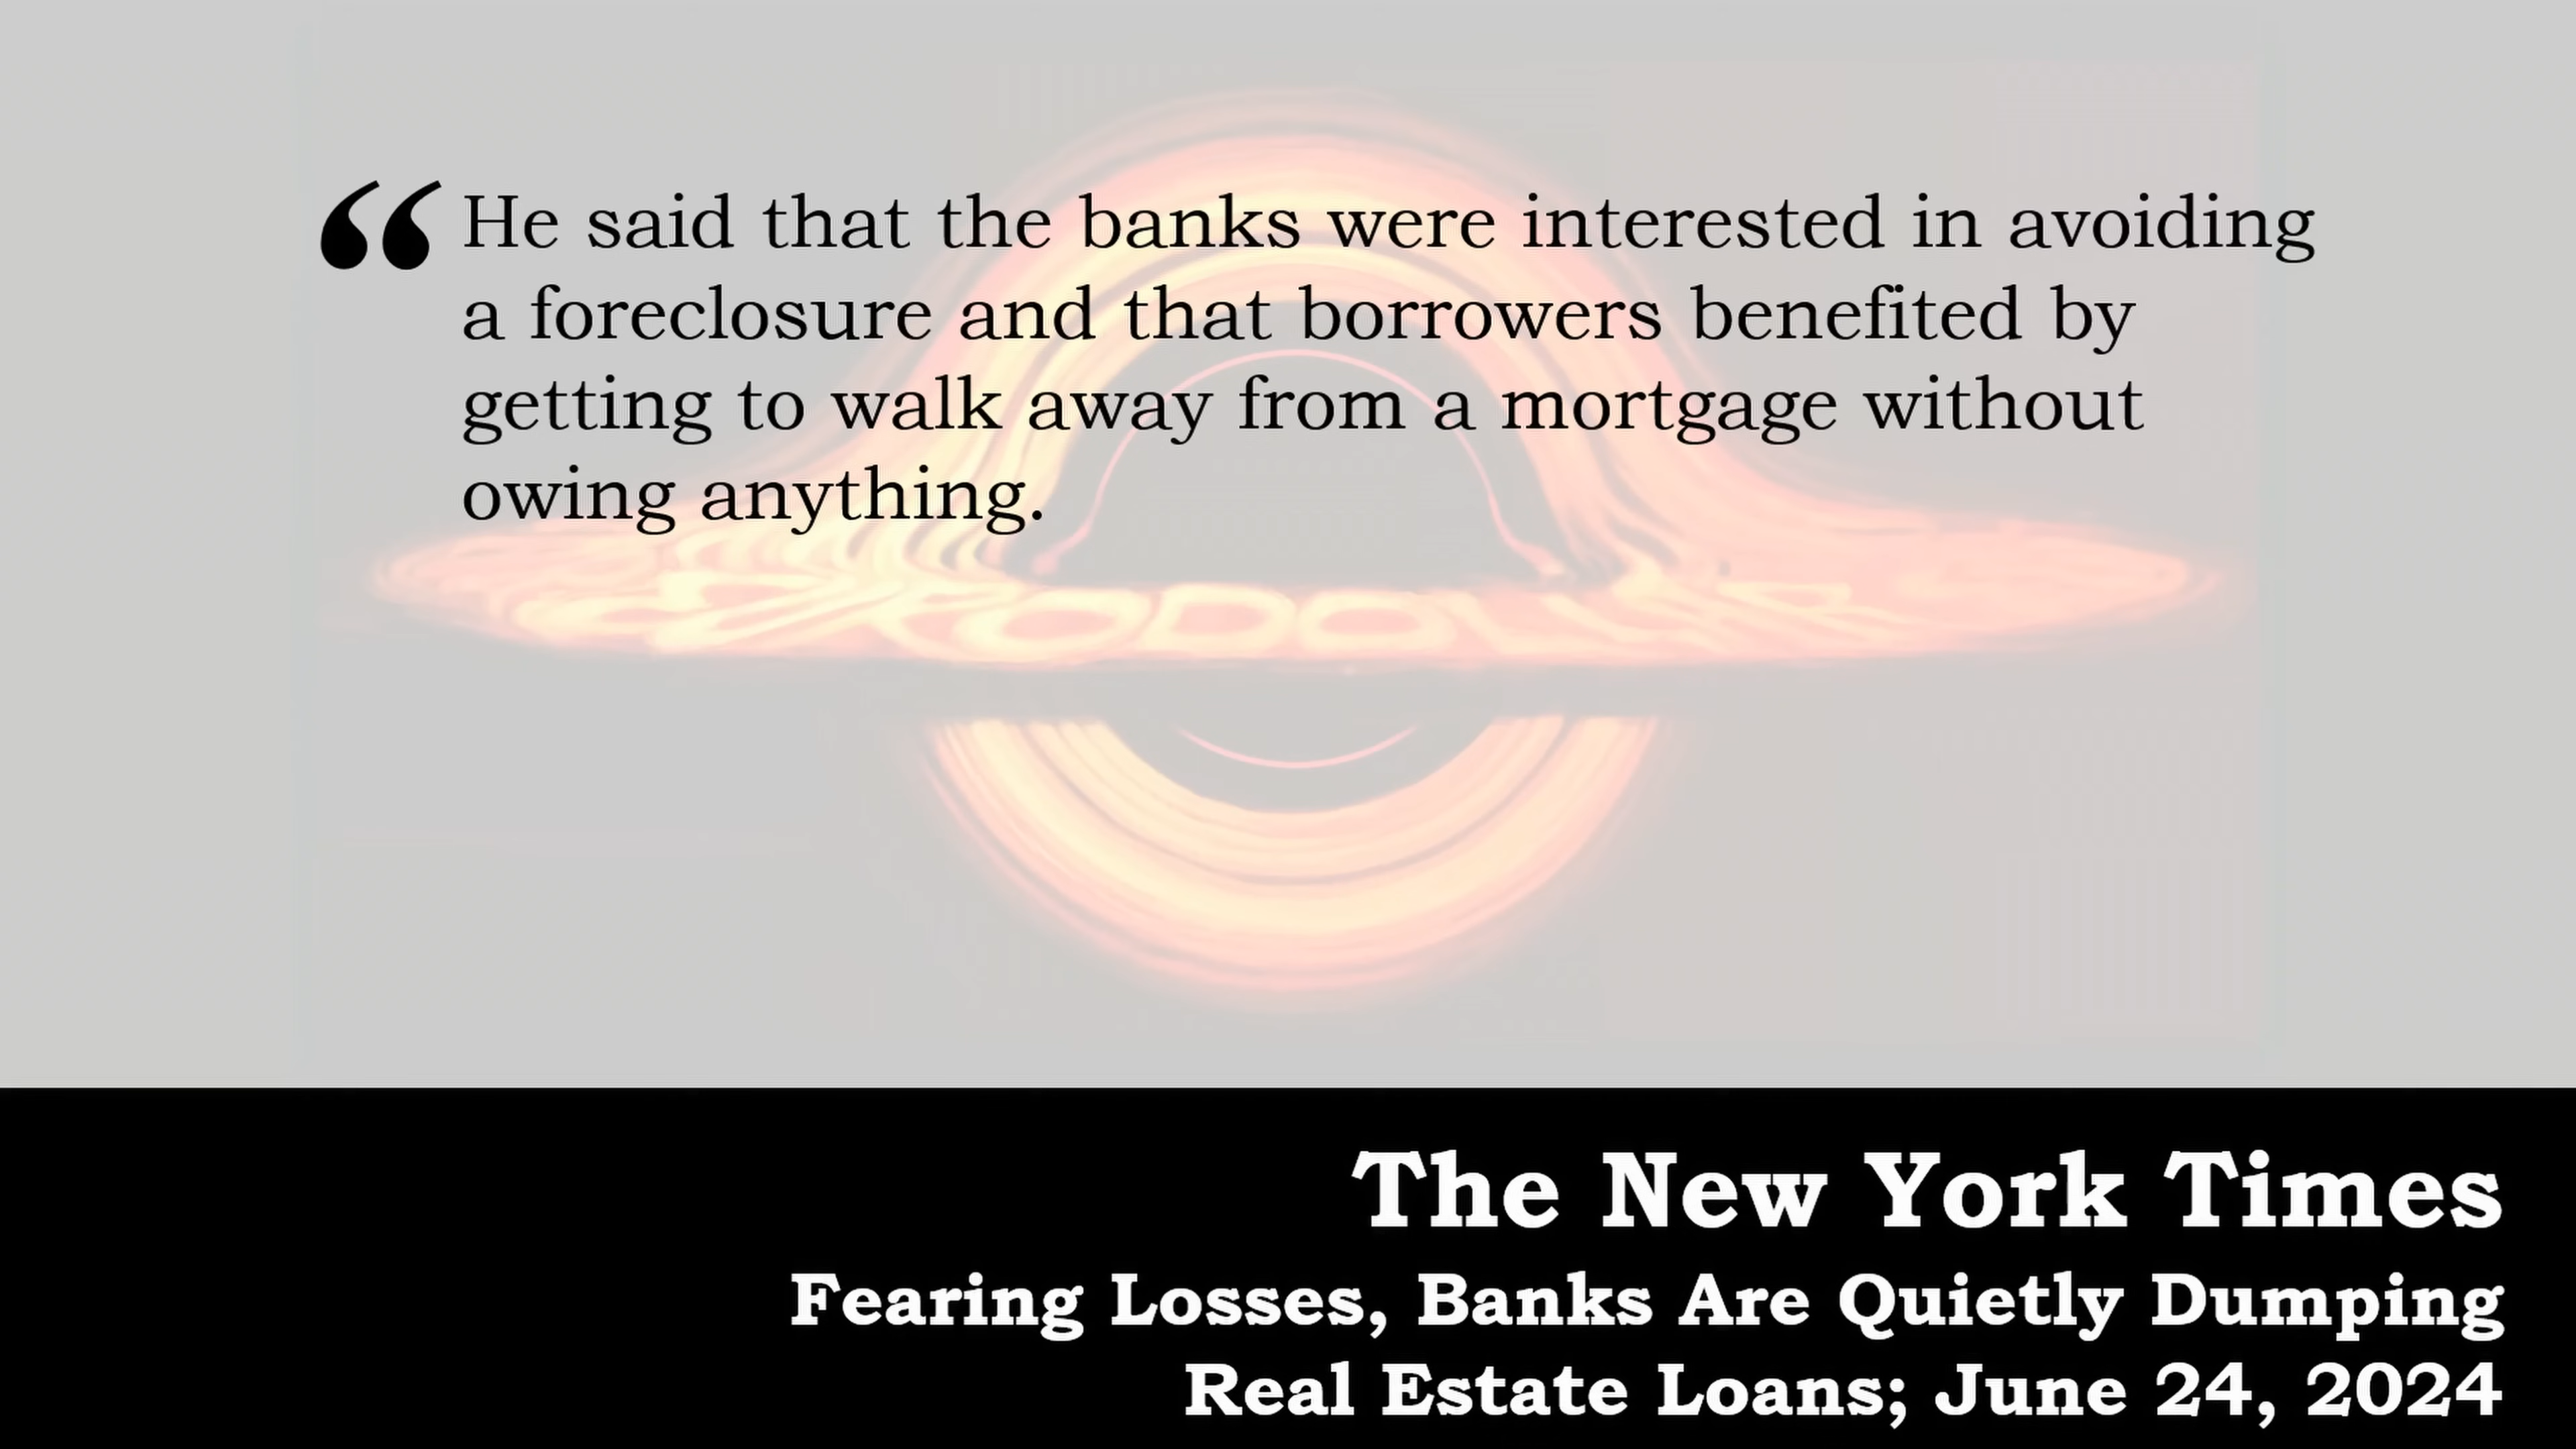 “He said that the banks were interested in avoiding
a foreclosure and that borrowers benefited by
getting to walk away from a mortgage without
owing anything.
The New York Times
Fearing Losses, Banks Are Quietly Dumping
Real Estate Loans; June 24, 2024